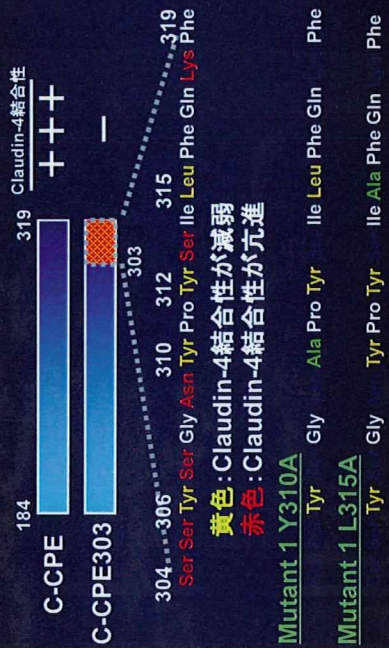 Claudin-4結合性
184 319
C-CPE +++
C-CPE303 −
303
304 306 310 312 315 319
Ser Ser Tyr Ser Gly Asn Tyr Pro Tyr Ser Ile Leu Phe Gln Lys Phe
黄色:Claudin-4結合性が減弱
赤色:Claudin-4結合性が亢進
Mutant 1 Y310A
Tyr Gly Ala Pro Tyr Ile Leu Phe Gln Phe
Mutant 1 L315A
Tyr Gly Tyr Pro Tyr Ile Ala Phe Gln Phe